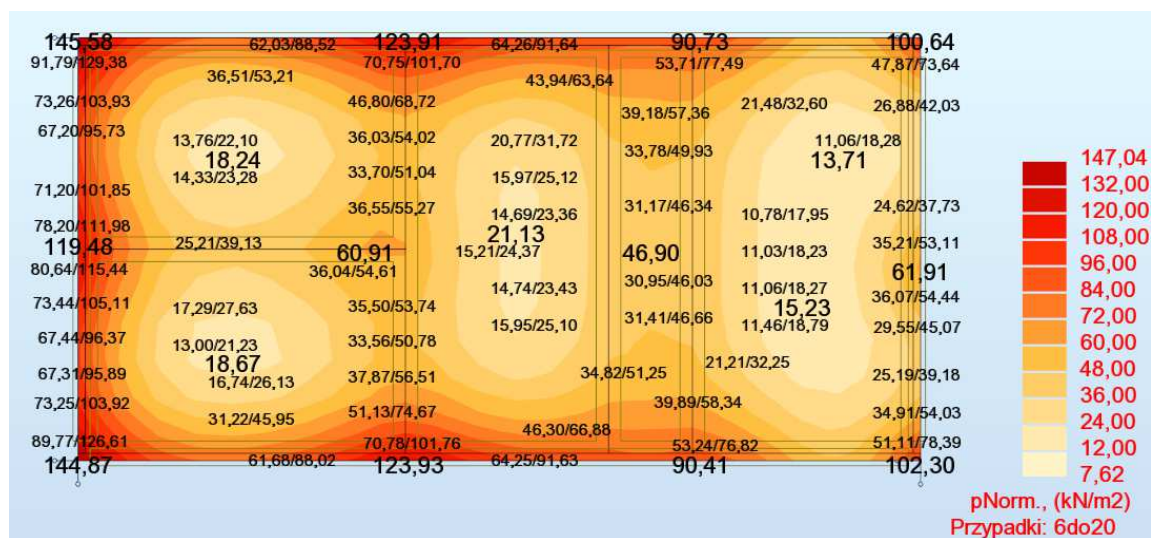 145,58 62,03/88,52 123,91 64,26/91,64 90,73 100,64
91,79/129,38 70,75/101,70 53,71/77,49 47,87/73,64
36,51/53,21 43,94/63,64
73,26/103,93 46,80/68,72 39,18/57,36 21,48/32,60 26,88/42,03
67,20/95,73 13,76/22,10 36,03/54,02 20,77/31,72 33,78/49,93 11,06/18,28
18,24 13,71
14,33/23,28 33,70/51,04 15,97/25,12
71,20/101,85 36,55/55,27 14,69/23,36 31,17/46,34 10,78/17,95 24,62/37,73
78,20/111,98 21,13
119,48 25,21/39,13 60,91 15,21/24,37 46,90 11,03/18,23 35,21/53,11
80,64/115,44 36,04/54,61 61,91
73,44/105,11 17,29/27,63 35,50/53,74 14,74/23,43 30,95/46,03 11,06/18,27 36,07/54,44
15,23
67,44/96,37 13,00/21,23 33,56/50,78 15,95/25,10 31,41/46,66 11,46/18,79 29,55/45,07
18,67 21,21/32,25
67,31/95,89 16,74/26,13 37,87/56,51 34,82/51,25 25,19/39,18
73,25/103,92 31,22/45,95 51,13/74,67 39,89/58,34 34,91/54,03
46,30/66,88
89,77/126,61 70,78/101,76 53,24/76,82 51,11/78,39
144,87 61,68/88,02 123,93 64,25/91,63 90,41 102,30
147,04
132,00
120,00
108,00
96,00
84,00
72,00
60,00
48,00
36,00
24,00
12,00
7,62
pNorm., (kN/m2)
Przypadki: 6do20